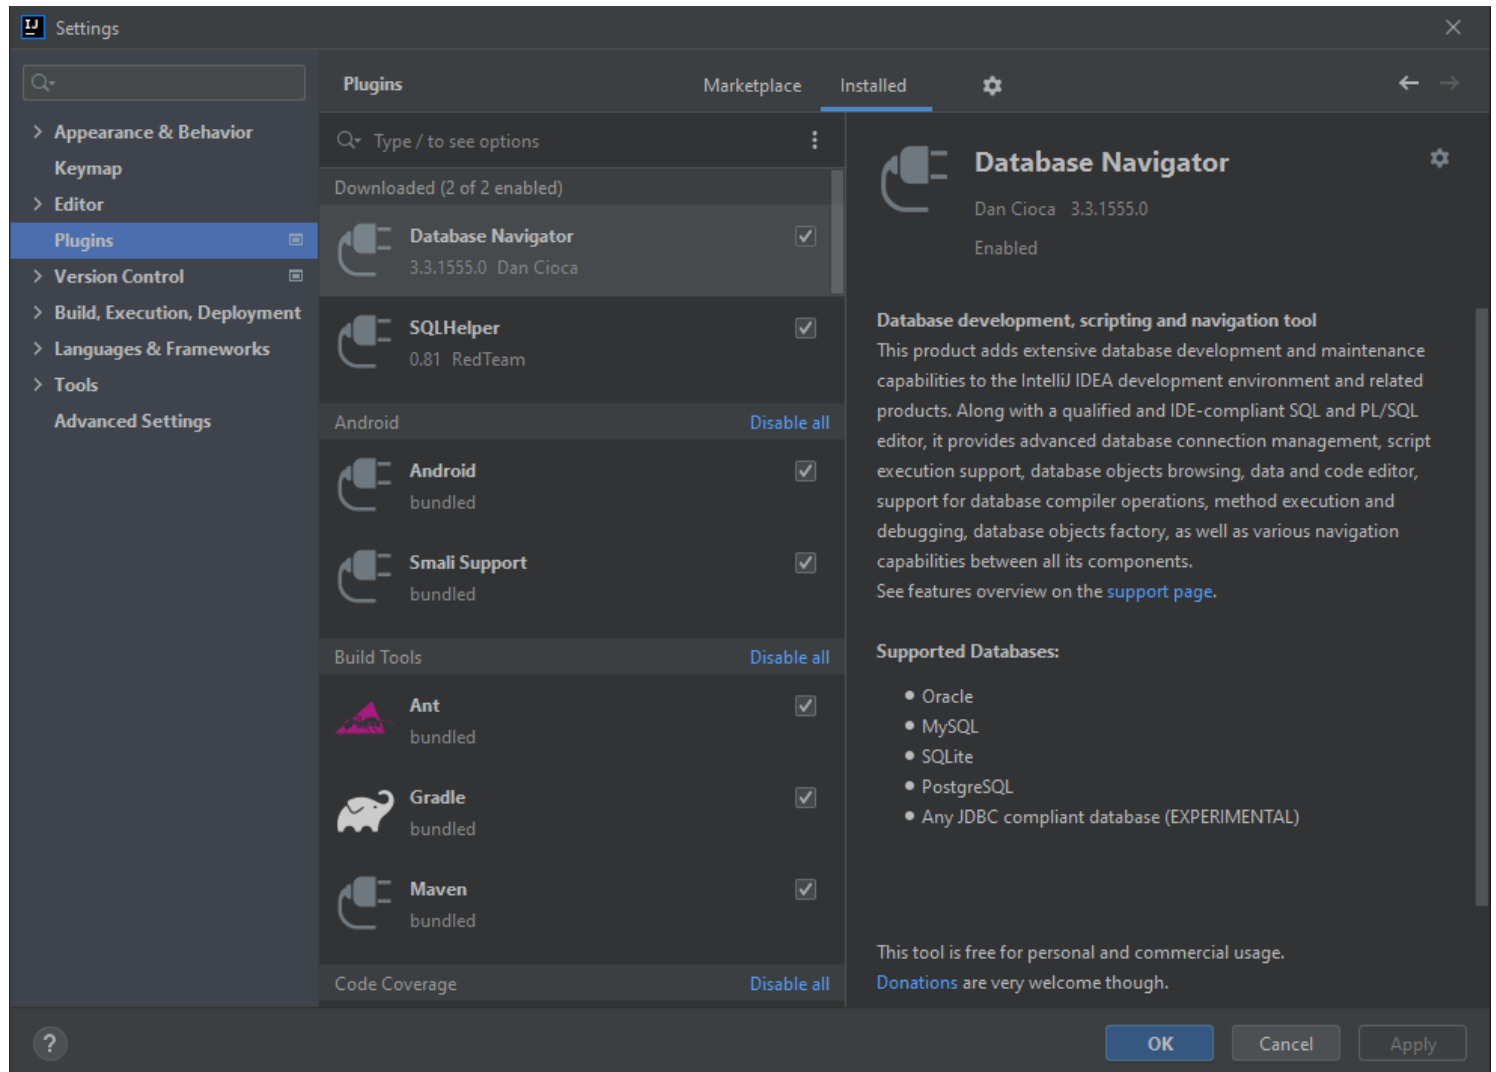 IJ
Settings
Plugins
Marketplace
Installed
Appearance & Behavior
Keymap
Editor
Plugins
Version Control
Build, Execution, Deployment
Languages & Frameworks
Tools
Advanced Settings
Type / to see options
Downloaded (2 of 2 enabled)
Database Navigator
3.3.1555.0 Dan Cioca
SQLHelper
0.81 RedTeam
Android
Disable all
Android
bundled
Smali Support
bundled
Build Tools
Disable all
Ant
bundled
Gradle
bundled
Maven
bundled
Code Coverage
Disable all
Database Navigator
Dan Cioca 3.3.1555.0
Enabled
Database development, scripting and navigation tool
This product adds extensive database development and maintenance
capabilities to the IntelliJ IDEA development environment and related
products. Along with a qualified and IDE-compliant SQL and PL/SQL
editor, it provides advanced database connection management, script
execution support, database objects browsing, data and code editor,
support for database compiler operations, method execution and
debugging, database objects factory, as well as various navigation
capabilities between all its components.
See features overview on the support page.
Supported Databases:
• Oracle
• MySQL
• SQLite
• PostgreSQL
• Any JDBC compliant database (EXPERIMENTAL)
This tool is free for personal and commercial usage.
Donations are very welcome though.
?
OK
Cancel
Apply